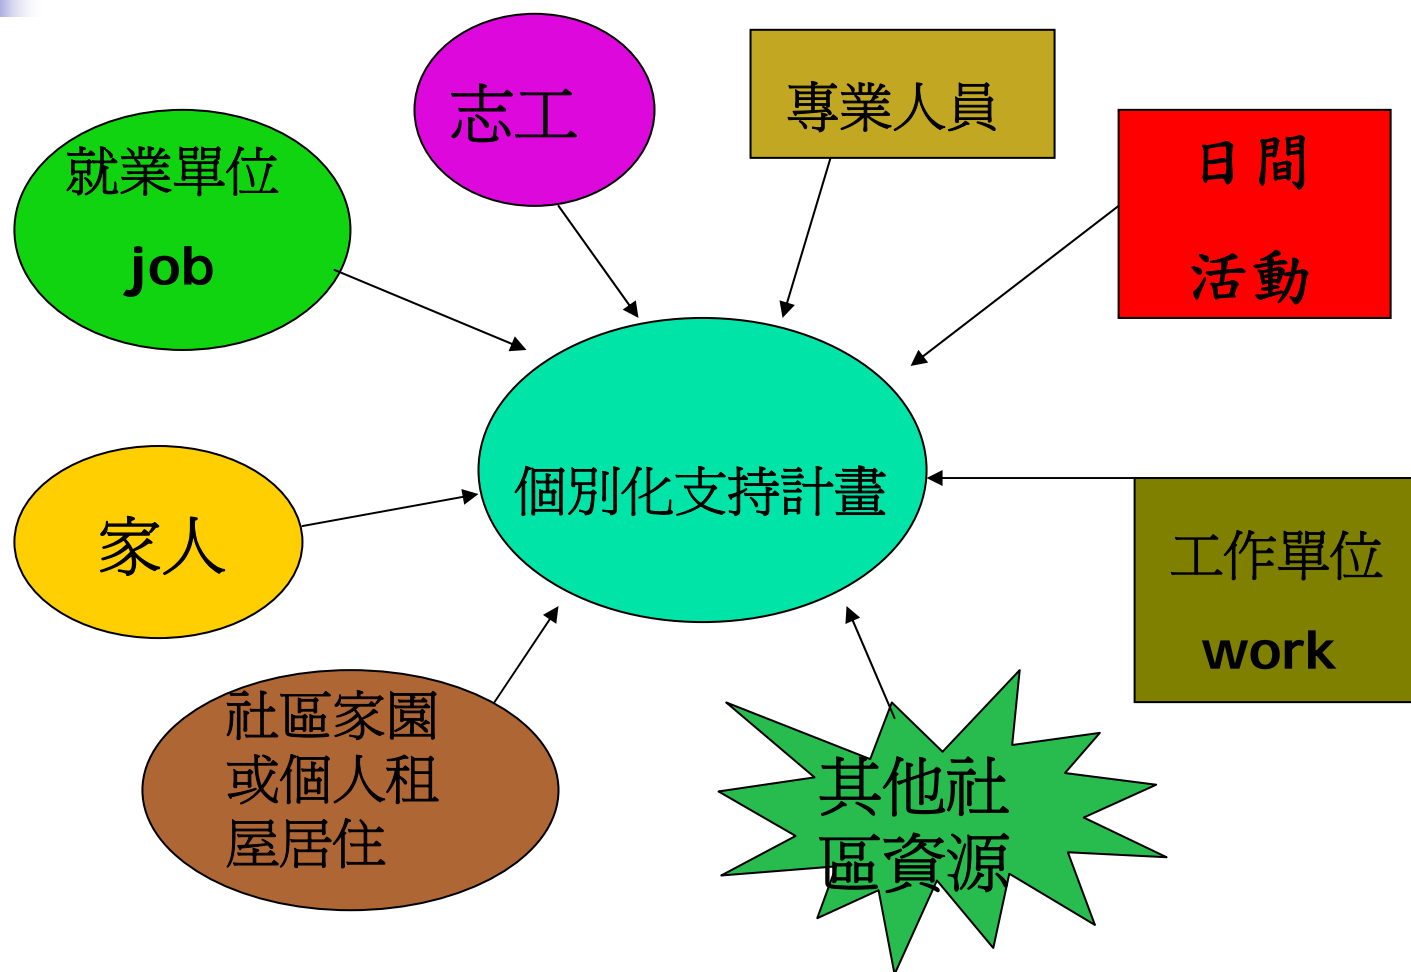 志工
專業人員
就業單位
job
日間
活動
個別化支持計畫
家人
工作單位
work
社區家園
或個人租
屋居住
其他社
區資源